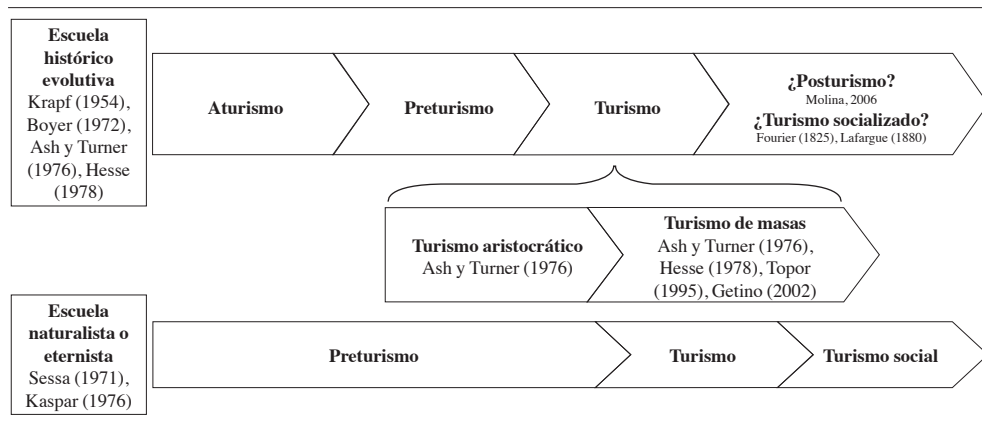 Escuela
histórico
evolutiva
Krapf (1954),
Boyer (1972),
Ash y Turner
(1976), Hesse
(1978)
Aturismo
Preturismo
Turismo
¿Posturismo?
Molina, 2006
¿Turismo socializado?
Fourier (1825), Lafargue (1880)
Turismo aristocrático
Ash y Turner (1976)
Turismo de masas
Ash y Turner (1976),
Hesse (1978), Topor
(1995), Getino (2002)
Escuela
naturalista o
eternista
Sessa (1971),
Kaspar (1976)
Preturismo
Turismo
Turismo social